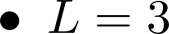 • L = 3